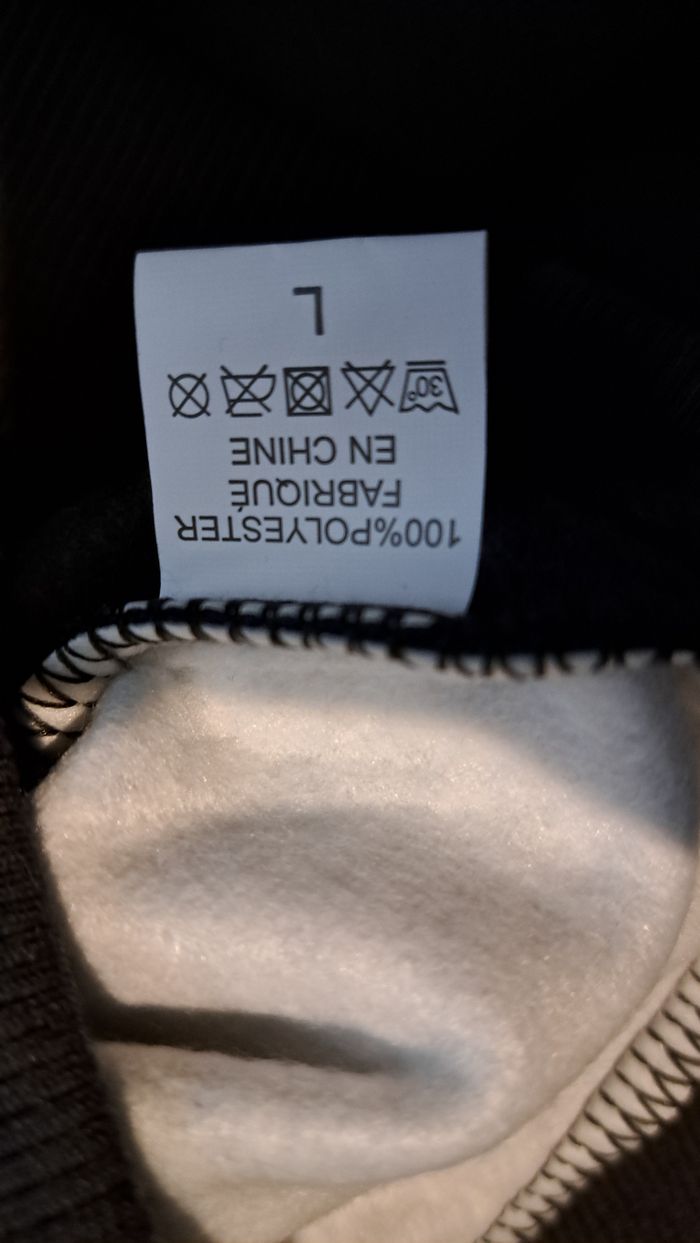 100%POLYESTER
FABRIQUÉ
EN CHINE
30°
L